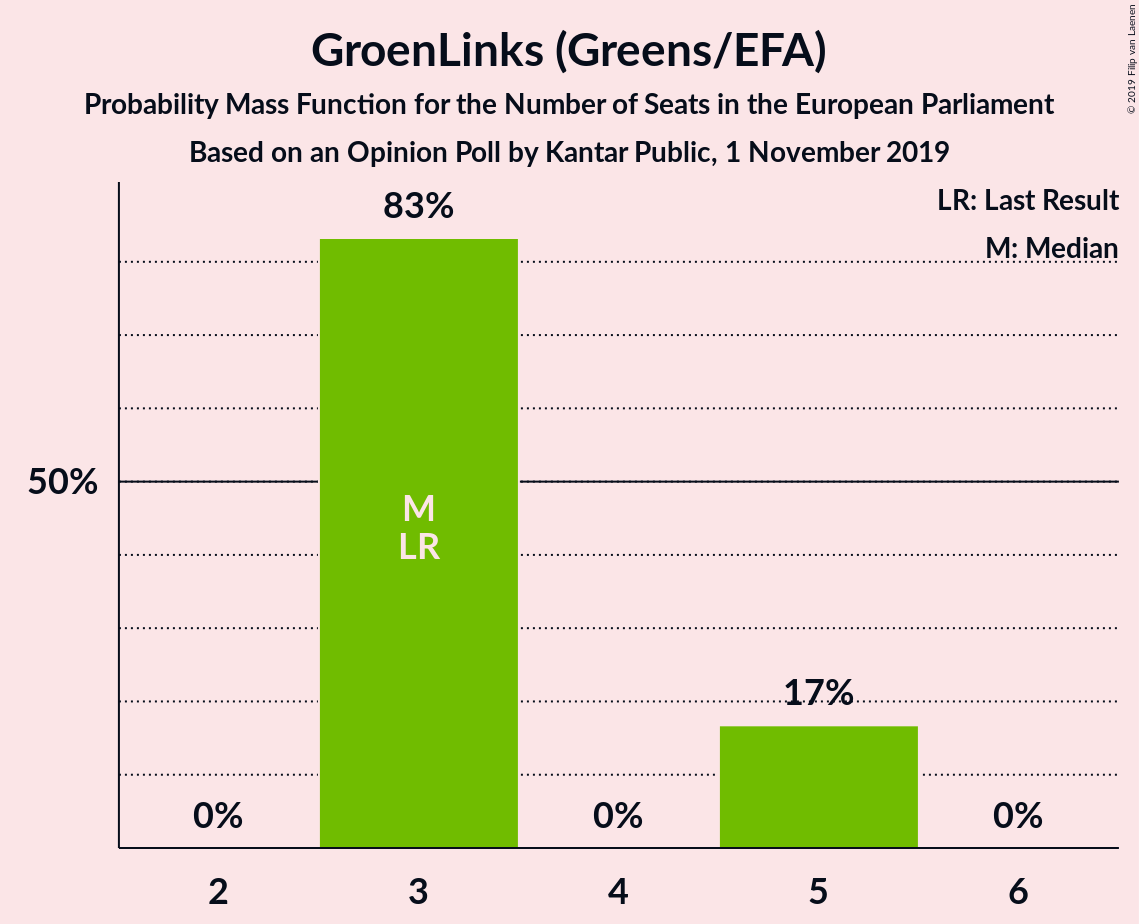 GroenLinks (Greens/EFA)
Probability Mass Function for the Number of Seats in the European Parliament
Based on an Opinion Poll by Kantar Public, 1 November 2019
© 2019 Filip van Laenen
LR: Last Result
M: Median
83%
50%
M
LR
17%
0%
0%
0%
2
3
4
5
6